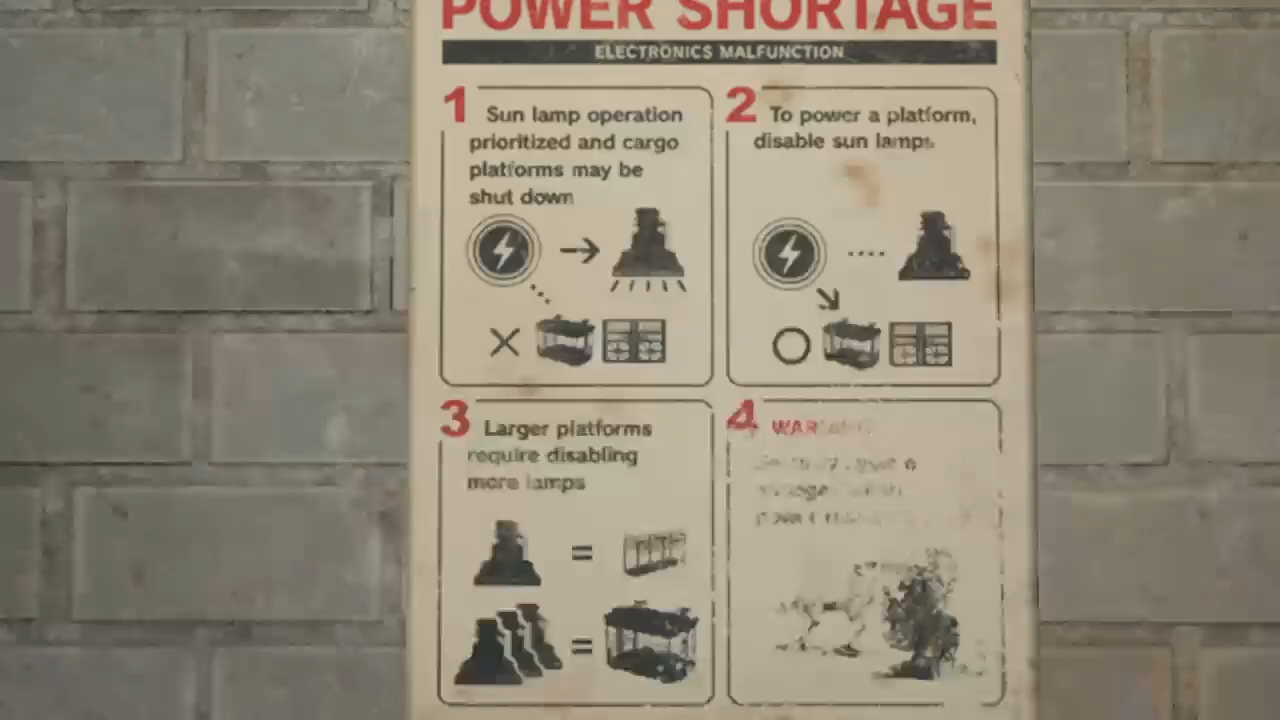 POWER SHORTAGE
ELECTRONICS MALFUNCTION
1 Sun lamp operation
prioritized and cargo
platforms may be
shut down
2 To power a platform,
disable sun lamps.
3 Larger platforms
require disabling
more lamps
=
=
4